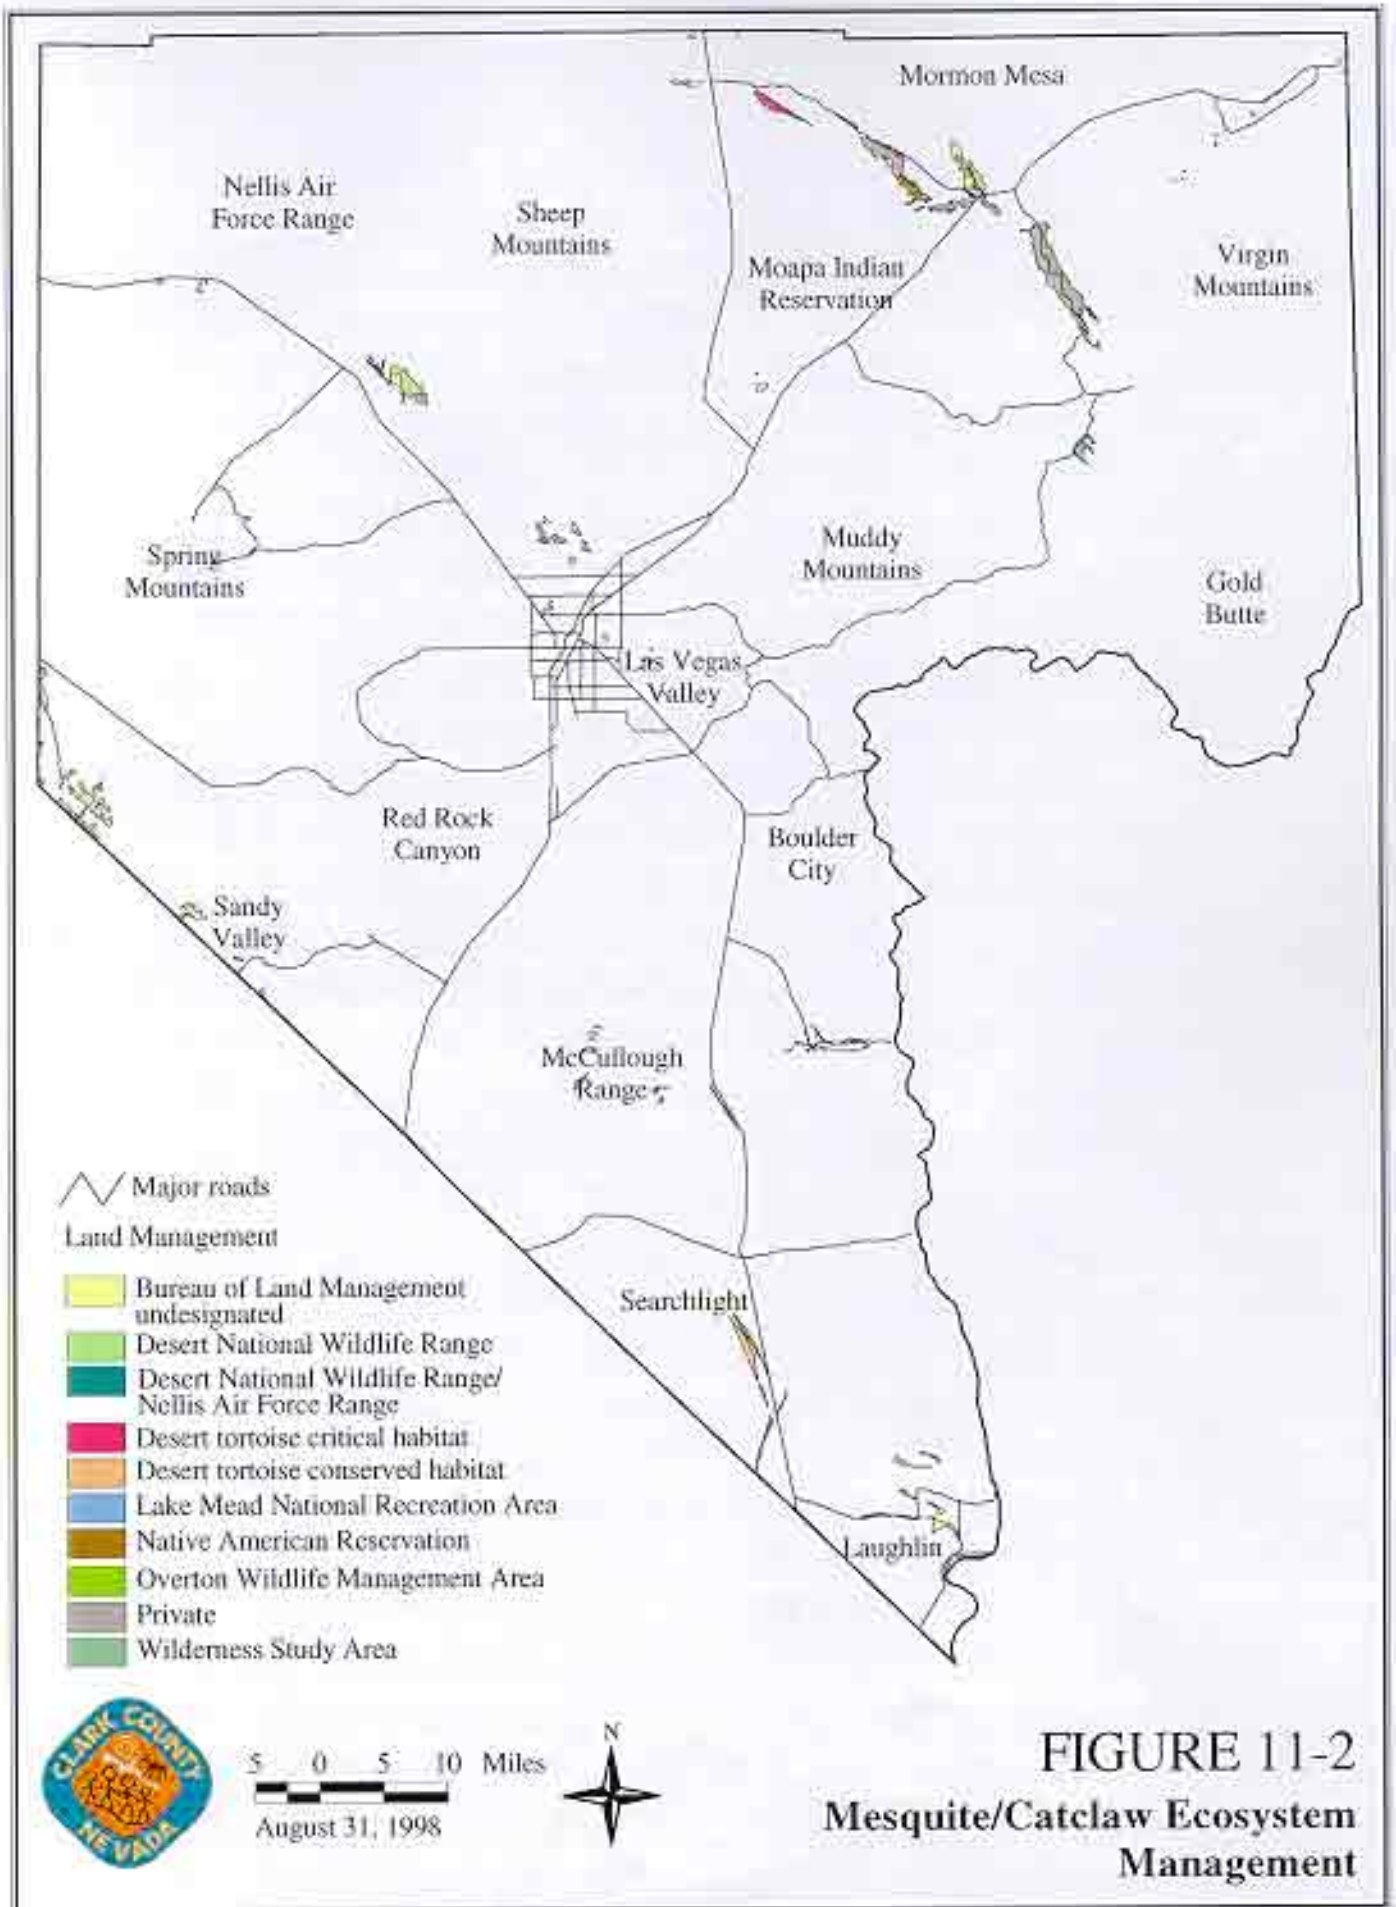 Mormon Mesa
Nellis Air
Force Range
Sheep
Mountains
Moapa Indian
Reservation
Virgin
Mountains
Spring
Mountains
Muddy
Mountains
Gold
Butte
Las Vegas
Valley
Red Rock
Canyon
Boulder
City
Sandy
Valley
McCullough
Range
Searchlight
Laughlin
Major roads
Land Management
Bureau of Land Management
undesignated
Desert National Wildlife Range
Desert National Wildlife Range/
Nellis Air Force Range
Desert tortoise critical habitat
Desert tortoise conserved habitat
Lake Mead National Recreation Area
Native American Reservation
Overton Wildlife Management Area
Private
Wilderness Study Area
CLARK COUNTY
NEVADA
5 0 5 10 Miles
August 31, 1998
N
FIGURE 11-2
Mesquite/Catclaw Ecosystem
Management